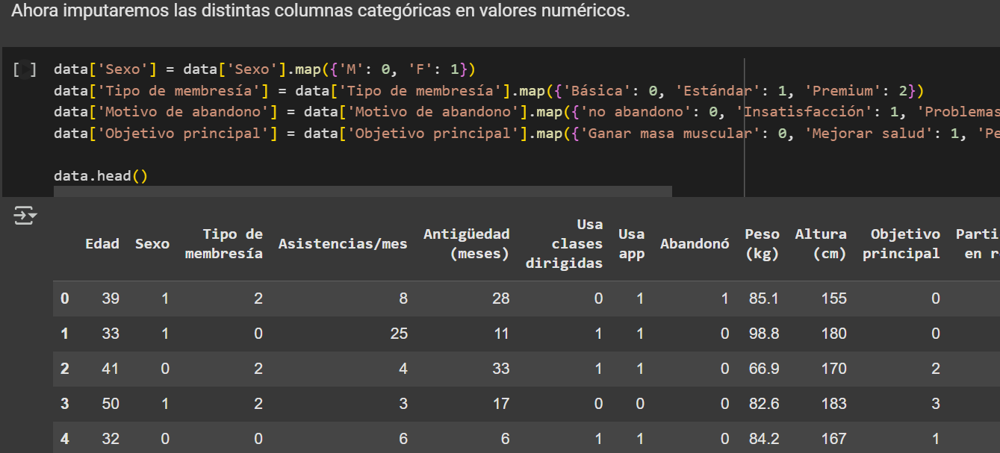 Ahora imputaremos las distintas columnas categóricas en valores numéricos.
[ ] data['Sexo'] = data['Sexo'].map({'M': 0, 'F': 1})
data['Tipo de membresía'] = data['Tipo de membresía'].map({'Básica': 0, 'Estándar': 1, 'Premium': 2})
data['Motivo de abandono'] = data['Motivo de abandono'].map({'no abandono': 0, 'Insatisfacción': 1, 'Problemas
data['Objetivo principal'] = data['Objetivo principal'].map({'Ganar masa muscular': 0, 'Mejorar salud': 1, 'Pe
data.head()
Edad Sexo Tipo de membresía Asistencias/mes Antigüedad (meses) Usa clases dirigidas Usa app Abandonó Peso (kg) Altura (cm) Objetivo principal Parti en r
0 39 1 2 8 28 0 1 1 85.1 155 0
1 33 1 0 25 11 1 1 0 98.8 180 0
2 41 0 2 4 33 1 1 0 66.9 170 2
3 50 1 2 3 17 0 0 0 82.6 183 3
4 32 0 0 6 6 1 1 0 84.2 167 1